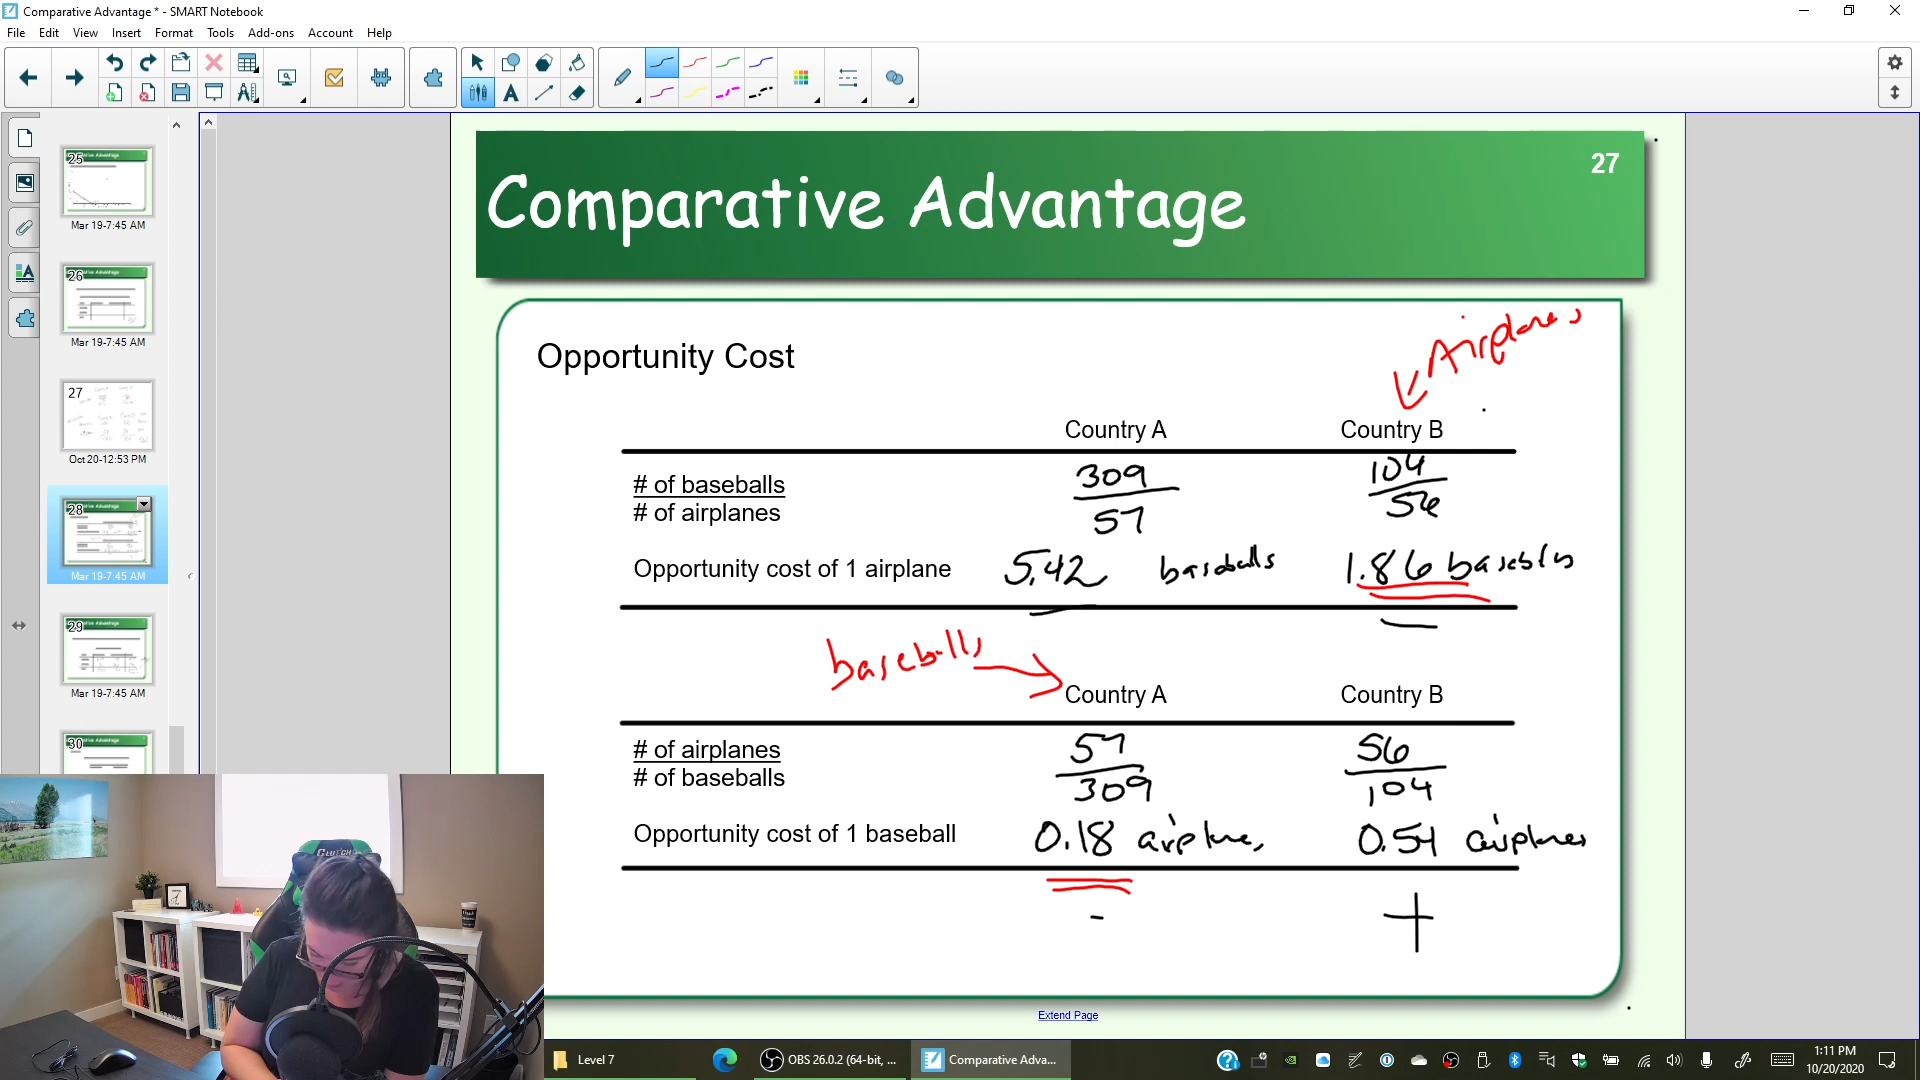 Comparative Advantage * - SMART Notebook
File Edit View Insert Format Tools Add-ons Account Help
25
Mar 19-7:45 AM
26
Mar 19-7:45 AM
27
Oct 20-12:53 PM
28
Mar 19-7:45 AM
29
Mar 19-7:45 AM
30
27
Comparative Advantage
Airplanes
Opportunity Cost
Country A Country B
# of baseballs 309 104
# of airplanes 57 56
Opportunity cost of 1 airplane 5.42 baseballs 1.86 baseballs
baseballs
Country A Country B
# of airplanes 57 56
# of baseballs 309 104
Opportunity cost of 1 baseball 0.18 airplanes 0.54 airplanes
- +
Extend Page
CLUTCH
Level 7
OBS 26.0.2 (64-bit, ...
Comparative Adva...
1:11 PM
10/20/2020